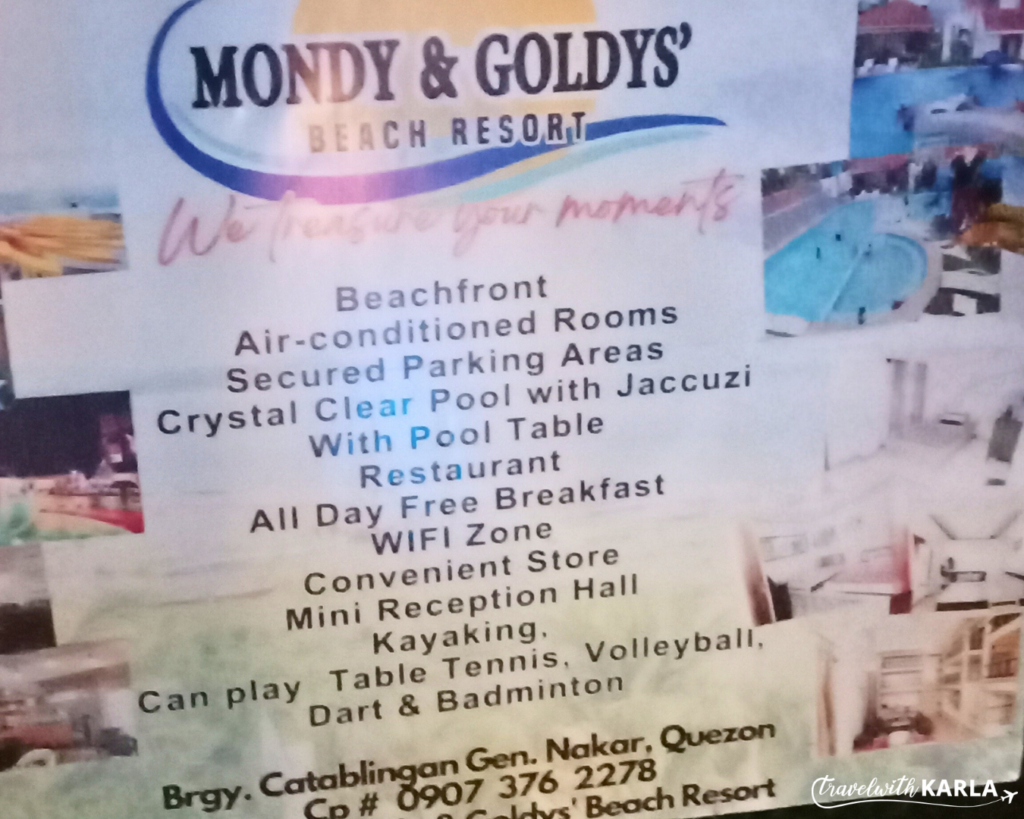 MONDY & GOLDYS'
BEACH RESORT
We treasure your moments
Beachfront
Air-conditioned Rooms
Secured Parking Areas
Crystal Clear Pool with Jaccuzi
With Pool Table
Restaurant
All Day Free Breakfast
WIFI Zone
Convenient Store
Mini Reception Hall
Kayaking,
Can play Table Tennis, Volleyball,
Dart & Badminton
Brgy. Catablingan Gen. Nakar, Quezon
Cp # 0907 376 2278
& Goldys' Beach Resort
travelwith KARLA